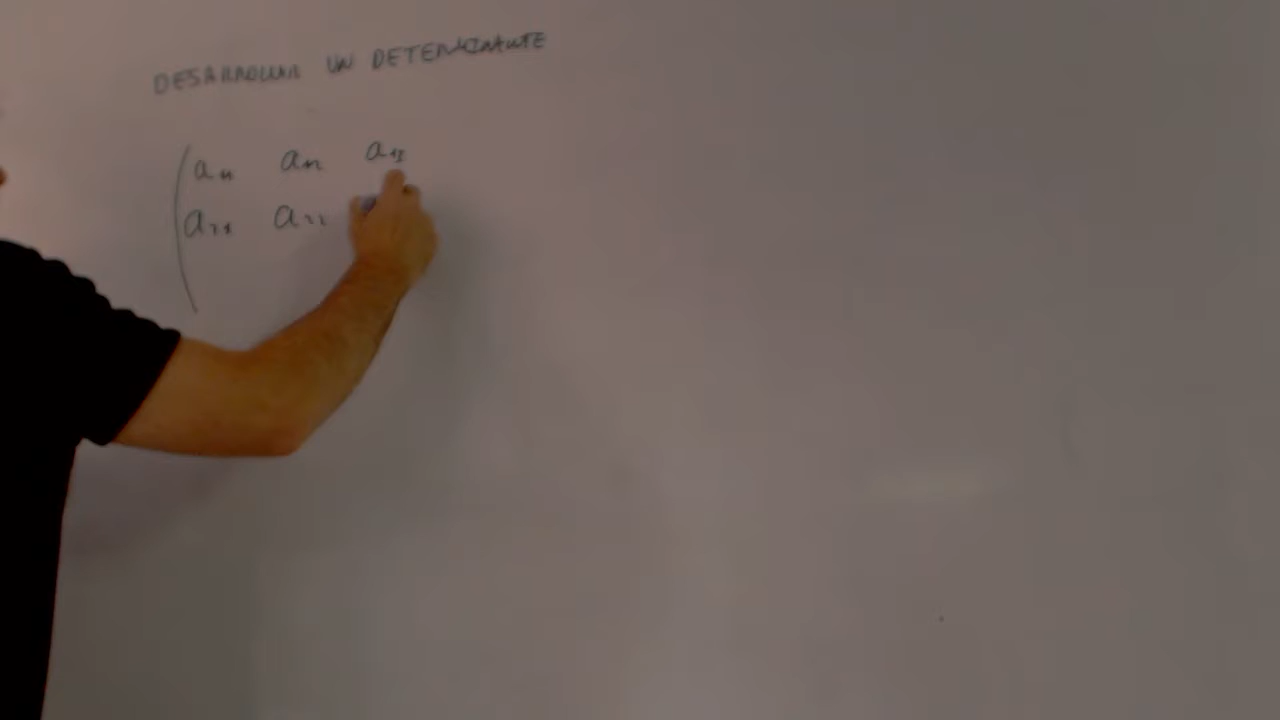 DESARROLLAR UN DETERMINANTE
a₁₁ a₁₂ a₁₃
a₂₁ a₂₂